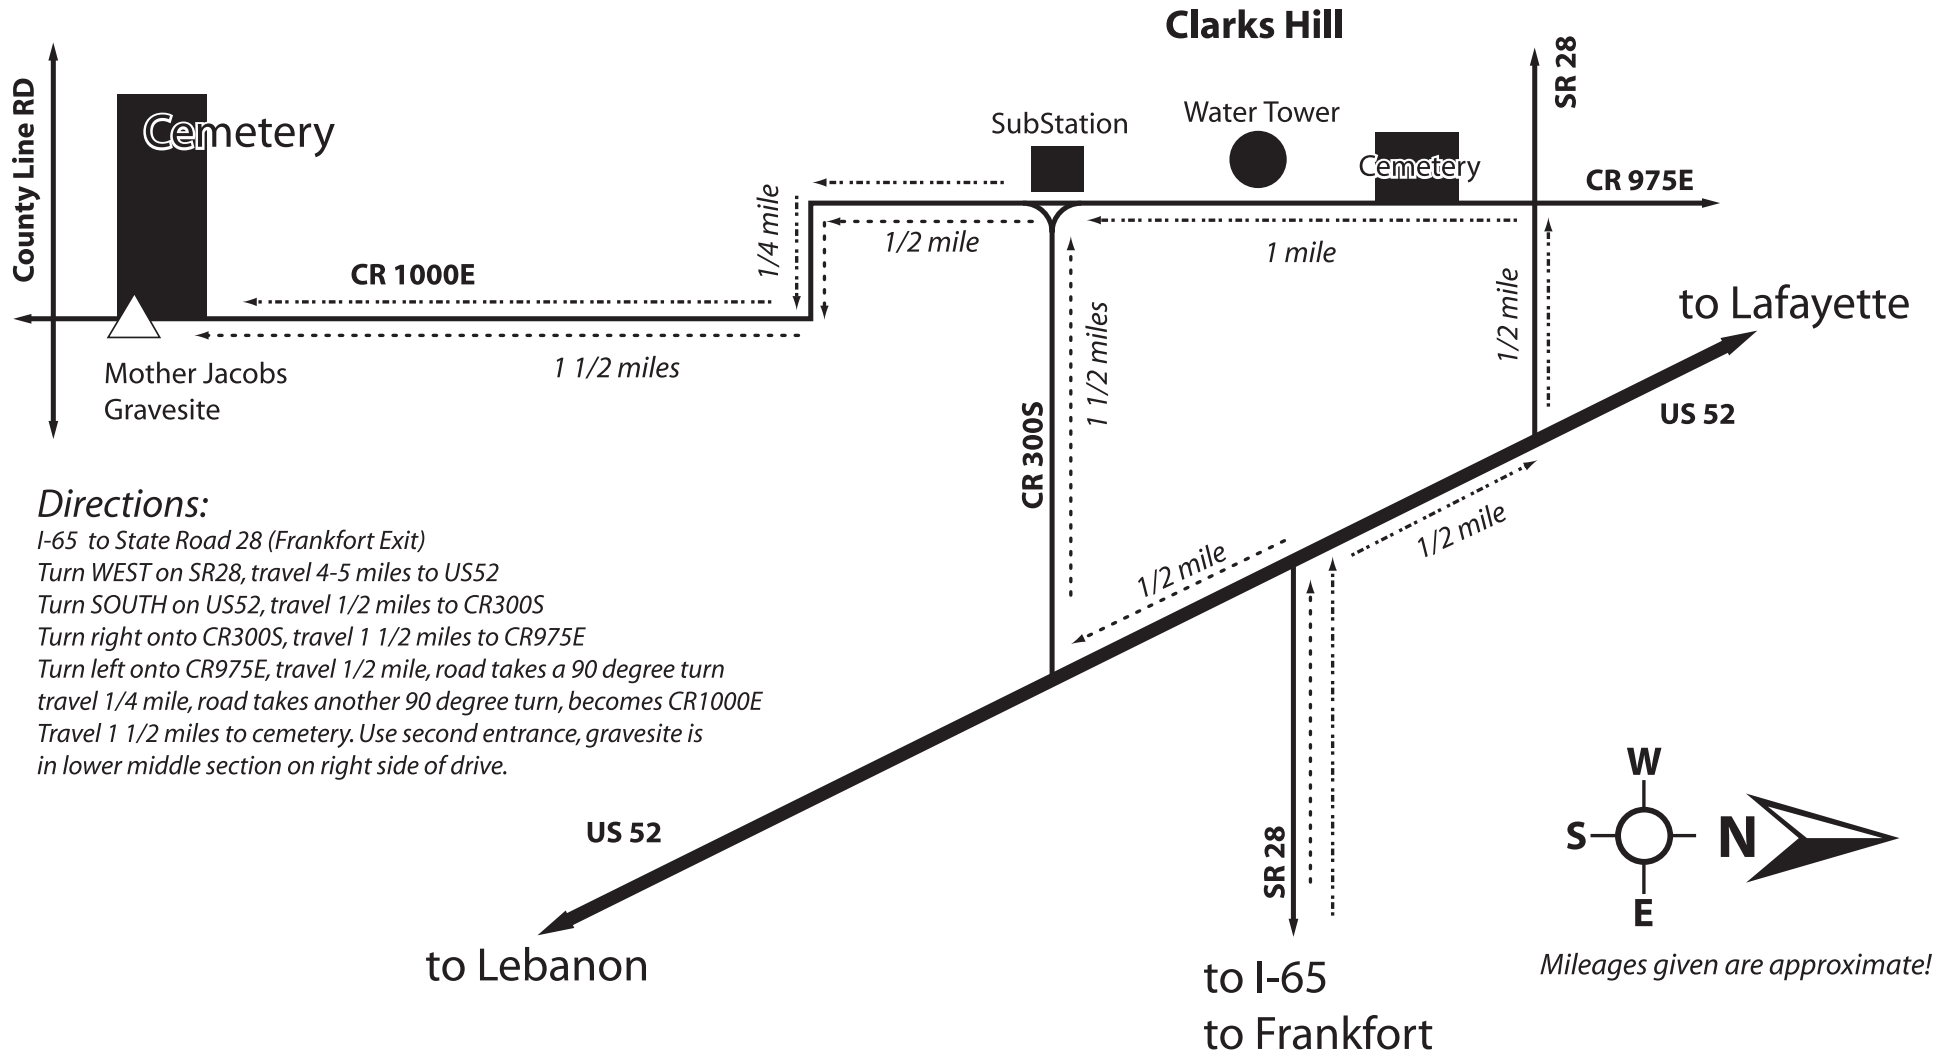 Clarks Hill
County Line RD
Cemetery
SubStation
Water Tower
Cemetery
SR 28
CR 975E
1/4 mile
1/2 mile
1 mile
CR 1000E
1 1/2 miles
Mother Jacobs
Gravesite
CR 300S
1 1/2 miles
1/2 mile
to Lafayette
US 52
1/2 mile
1/2 mile
Directions:
I-65 to State Road 28 (Frankfort Exit)
Turn WEST on SR28, travel 4-5 miles to US52
Turn SOUTH on US52, travel 1/2 miles to CR300S
Turn right onto CR300S, travel 1 1/2 miles to CR975E
Turn left onto CR975E, travel 1/2 mile, road takes a 90 degree turn
travel 1/4 mile, road takes another 90 degree turn, becomes CR1000E
Travel 1 1/2 miles to cemetery. Use second entrance, gravesite is
in lower middle section on right side of drive.
US 52
to Lebanon
SR 28
to I-65
to Frankfort
W
S
N
E
Mileages given are approximate!